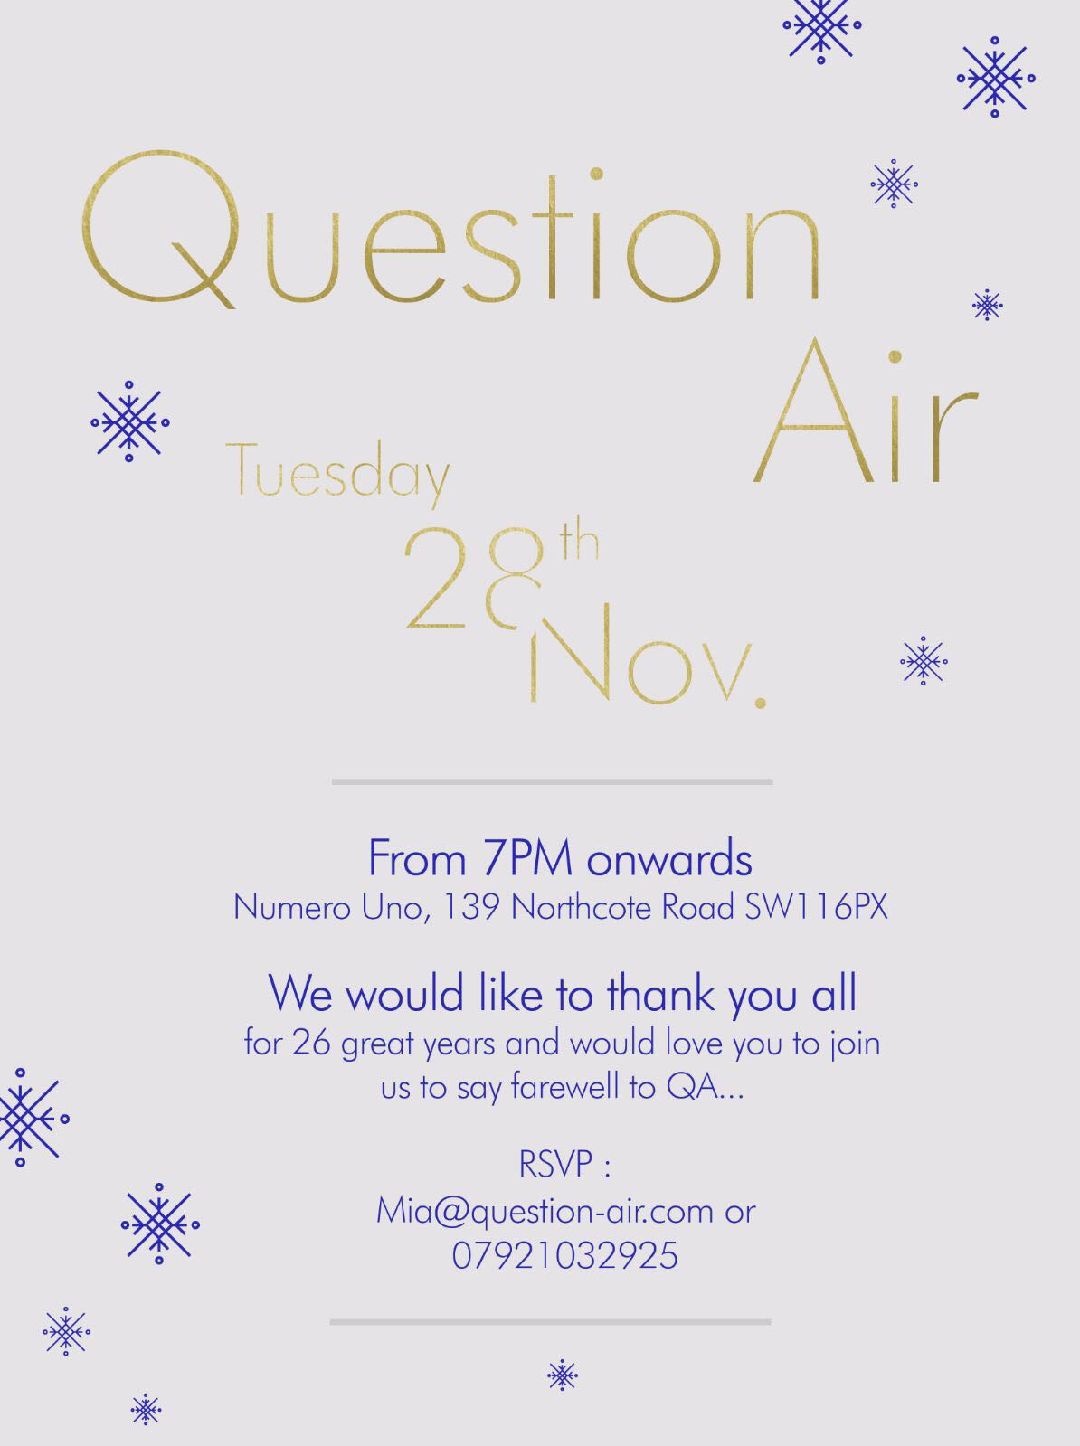 Question
Air
Tuesday
28th
Nov.
From 7PM onwards
Numero Uno, 139 Northcote Road SW116PX
We would like to thank you all
for 26 great years and would love you to join
us to say farewell to QA...
RSVP :
Mia@question-air.com or
07921032925